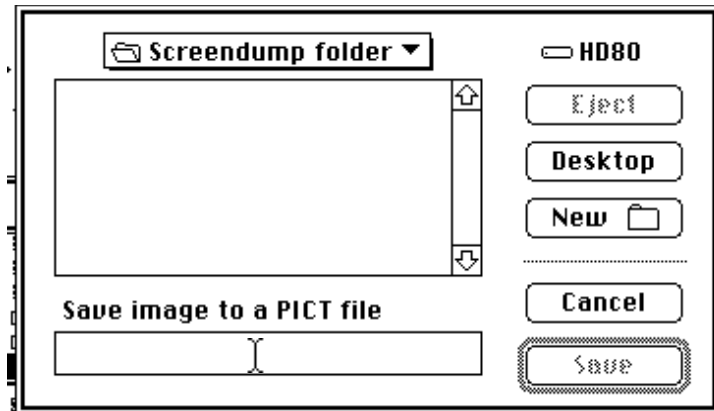 Screendump folder
HD80
Eject
Desktop
New
Save image to a PICT file
Cancel
Save